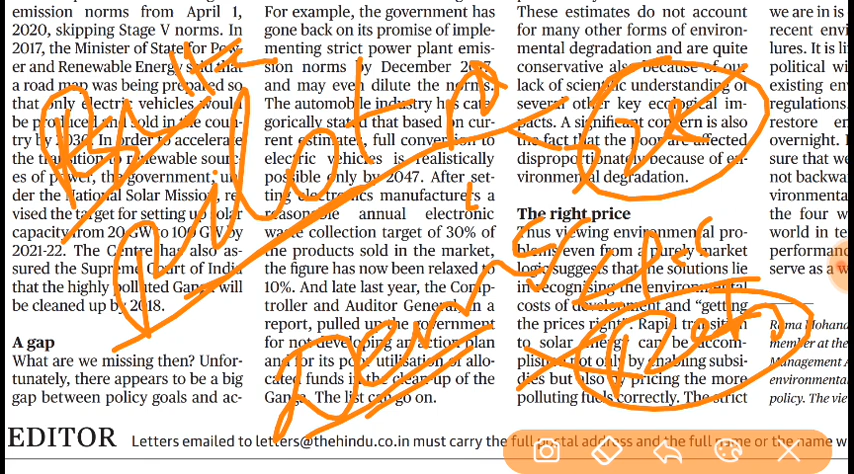 emission norms from April 1,
2020, skipping Stage V norms. In
2017, the Minister of State for Pow-
er and Renewable Energy said that
a road map was being prepared so
that only electric vehicles would
be produced and sold in the coun-
try by 2030. In order to accelerate
the transition to renewable sourc-
es of power, the government, un-
der the National Solar Mission, re-
vised the target for setting up solar
capacity from 20 GW to 100 GW by
2021-22. The Centre has also as-
sured the Supreme Court of India
that the highly polluted Ganga will
be cleaned up by 2018.
A gap
What are we missing then? Unfor-
tunately, there appears to be a big
gap between policy goals and ac-
For example, the government has
gone back on its promise of imple-
menting strict power plant emis-
sion norms by December 2017
and may even dilute the norms.
The automobile industry has cate-
gorically stated that based on cur-
rent estimates, full conversion to
electric vehicles is realistically
possible only by 2047. After set-
ting electronics manufacturers a
reasonable annual electronic
waste collection target of 30% of
the products sold in the market,
the figure has now been relaxed to
10%. And late last year, the Comp-
troller and Auditor General, in a
report, pulled up the government
for not developing an action plan
and for its poor utilisation of allo-
cated funds in the clean-up of the
Ganga. The list can go on.
These estimates do not account
for many other forms of environ-
mental degradation and are quite
conservative also because of our
lack of scientific understanding of
several other key ecological im-
pacts. A significant concern is also
the fact that the poor are affected
disproportionately because of en-
vironmental degradation.
The right price
Thus viewing environmental pro-
blems even from a purely market
logic suggests that the solutions lie
in recognising the environmental
costs of development and “getting
the prices right”. Rapid transition
to solar energy can be accom-
plished not only by enabling subsi-
dies but also by pricing the more
polluting fuels correctly. The strict
we are in is
recent envi
lures. It is li
political wi
existing en
regulations.
restore en
overnight. I
sure that we
not backwa
vironmenta
the four w
world in te
performanc
serve as a w
Rama Mohana
member at the
Management A
environmenta
policy. The vie
EDITOR Letters emailed to letters@thehindu.co.in must carry the full postal address and the full name or the name w